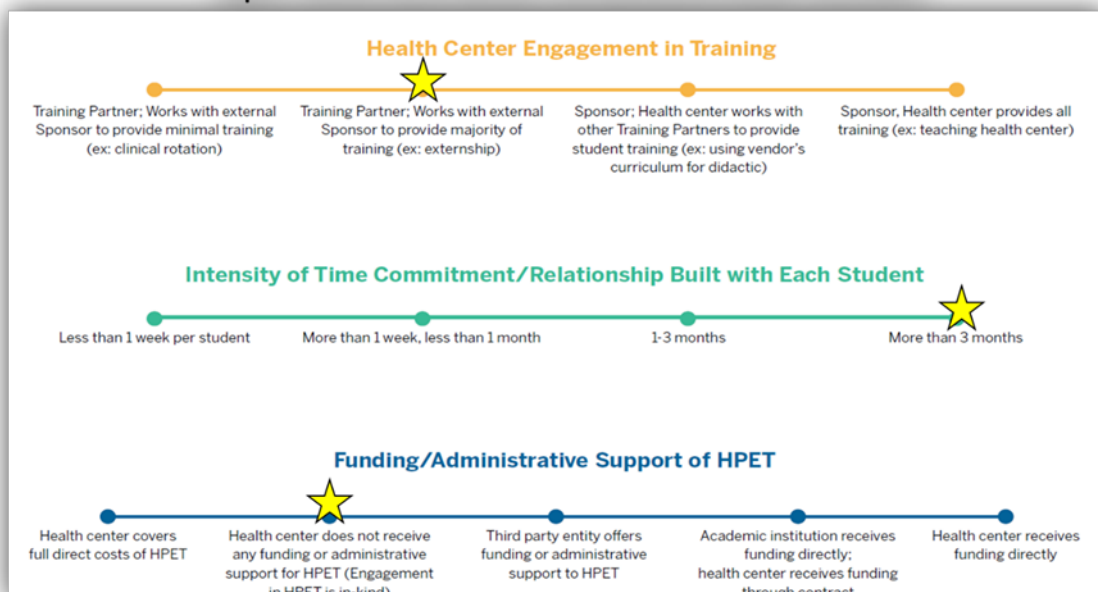 Health Center Engagement in Training
Training Partner; Works with external
Sponsor to provide minimal training
(ex: clinical rotation)
Training Partner; Works with external
Sponsor to provide majority of
training (ex: externship)
Sponsor; Health center works with
other Training Partners to provide
student training (ex: using vendor's
curriculum for didactic)
Sponsor, Health center provides all
training (ex: teaching health center)
Intensity of Time Commitment/Relationship Built with Each Student
Less than 1 week per student
More than 1 week, less than 1 month
1-3 months
More than 3 months
Funding/Administrative Support of HPET
Health center covers
full direct costs of HPET
Health center does not receive
any funding or administrative
support for HPET (Engagement
in HPET is in-kind)
Third party entity offers
funding or administrative
support to HPET
Academic institution receives
funding directly;
health center receives funding
through contract
Health center receives
funding directly